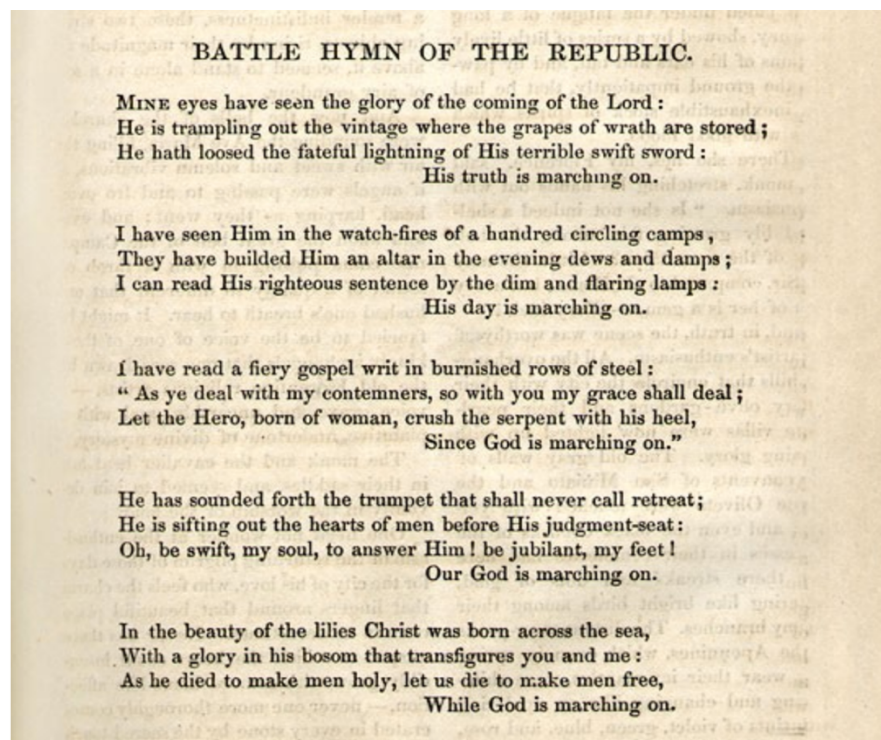 BATTLE HYMN OF THE REPUBLIC.
MINE eyes have seen the glory of the coming of the Lord :
He is trampling out the vintage where the grapes of wrath are stored ;
He hath loosed the fateful lightning of His terrible swift sword :
His truth is marching on.
I have seen Him in the watch-fires of a hundred circling camps ,
They have builded Him an altar in the evening dews and damps ;
I can read His righteous sentence by the dim and flaring lamps :
His day is marching on.
I have read a fiery gospel writ in burnished rows of steel :
“ As ye deal with my contemners, so with you my grace shall deal ;
Let the Hero, born of woman, crush the serpent with his heel,
Since God is marching on.”
He has sounded forth the trumpet that shall never call retreat ;
He is sifting out the hearts of men before His judgment-seat :
Oh, be swift, my soul, to answer Him ! be jubilant, my feet !
Our God is marching on.
In the beauty of the lilies Christ was born across the sea,
With a glory in his bosom that transfigures you and me :
As he died to make men holy, let us die to make men free,
While God is marching on.